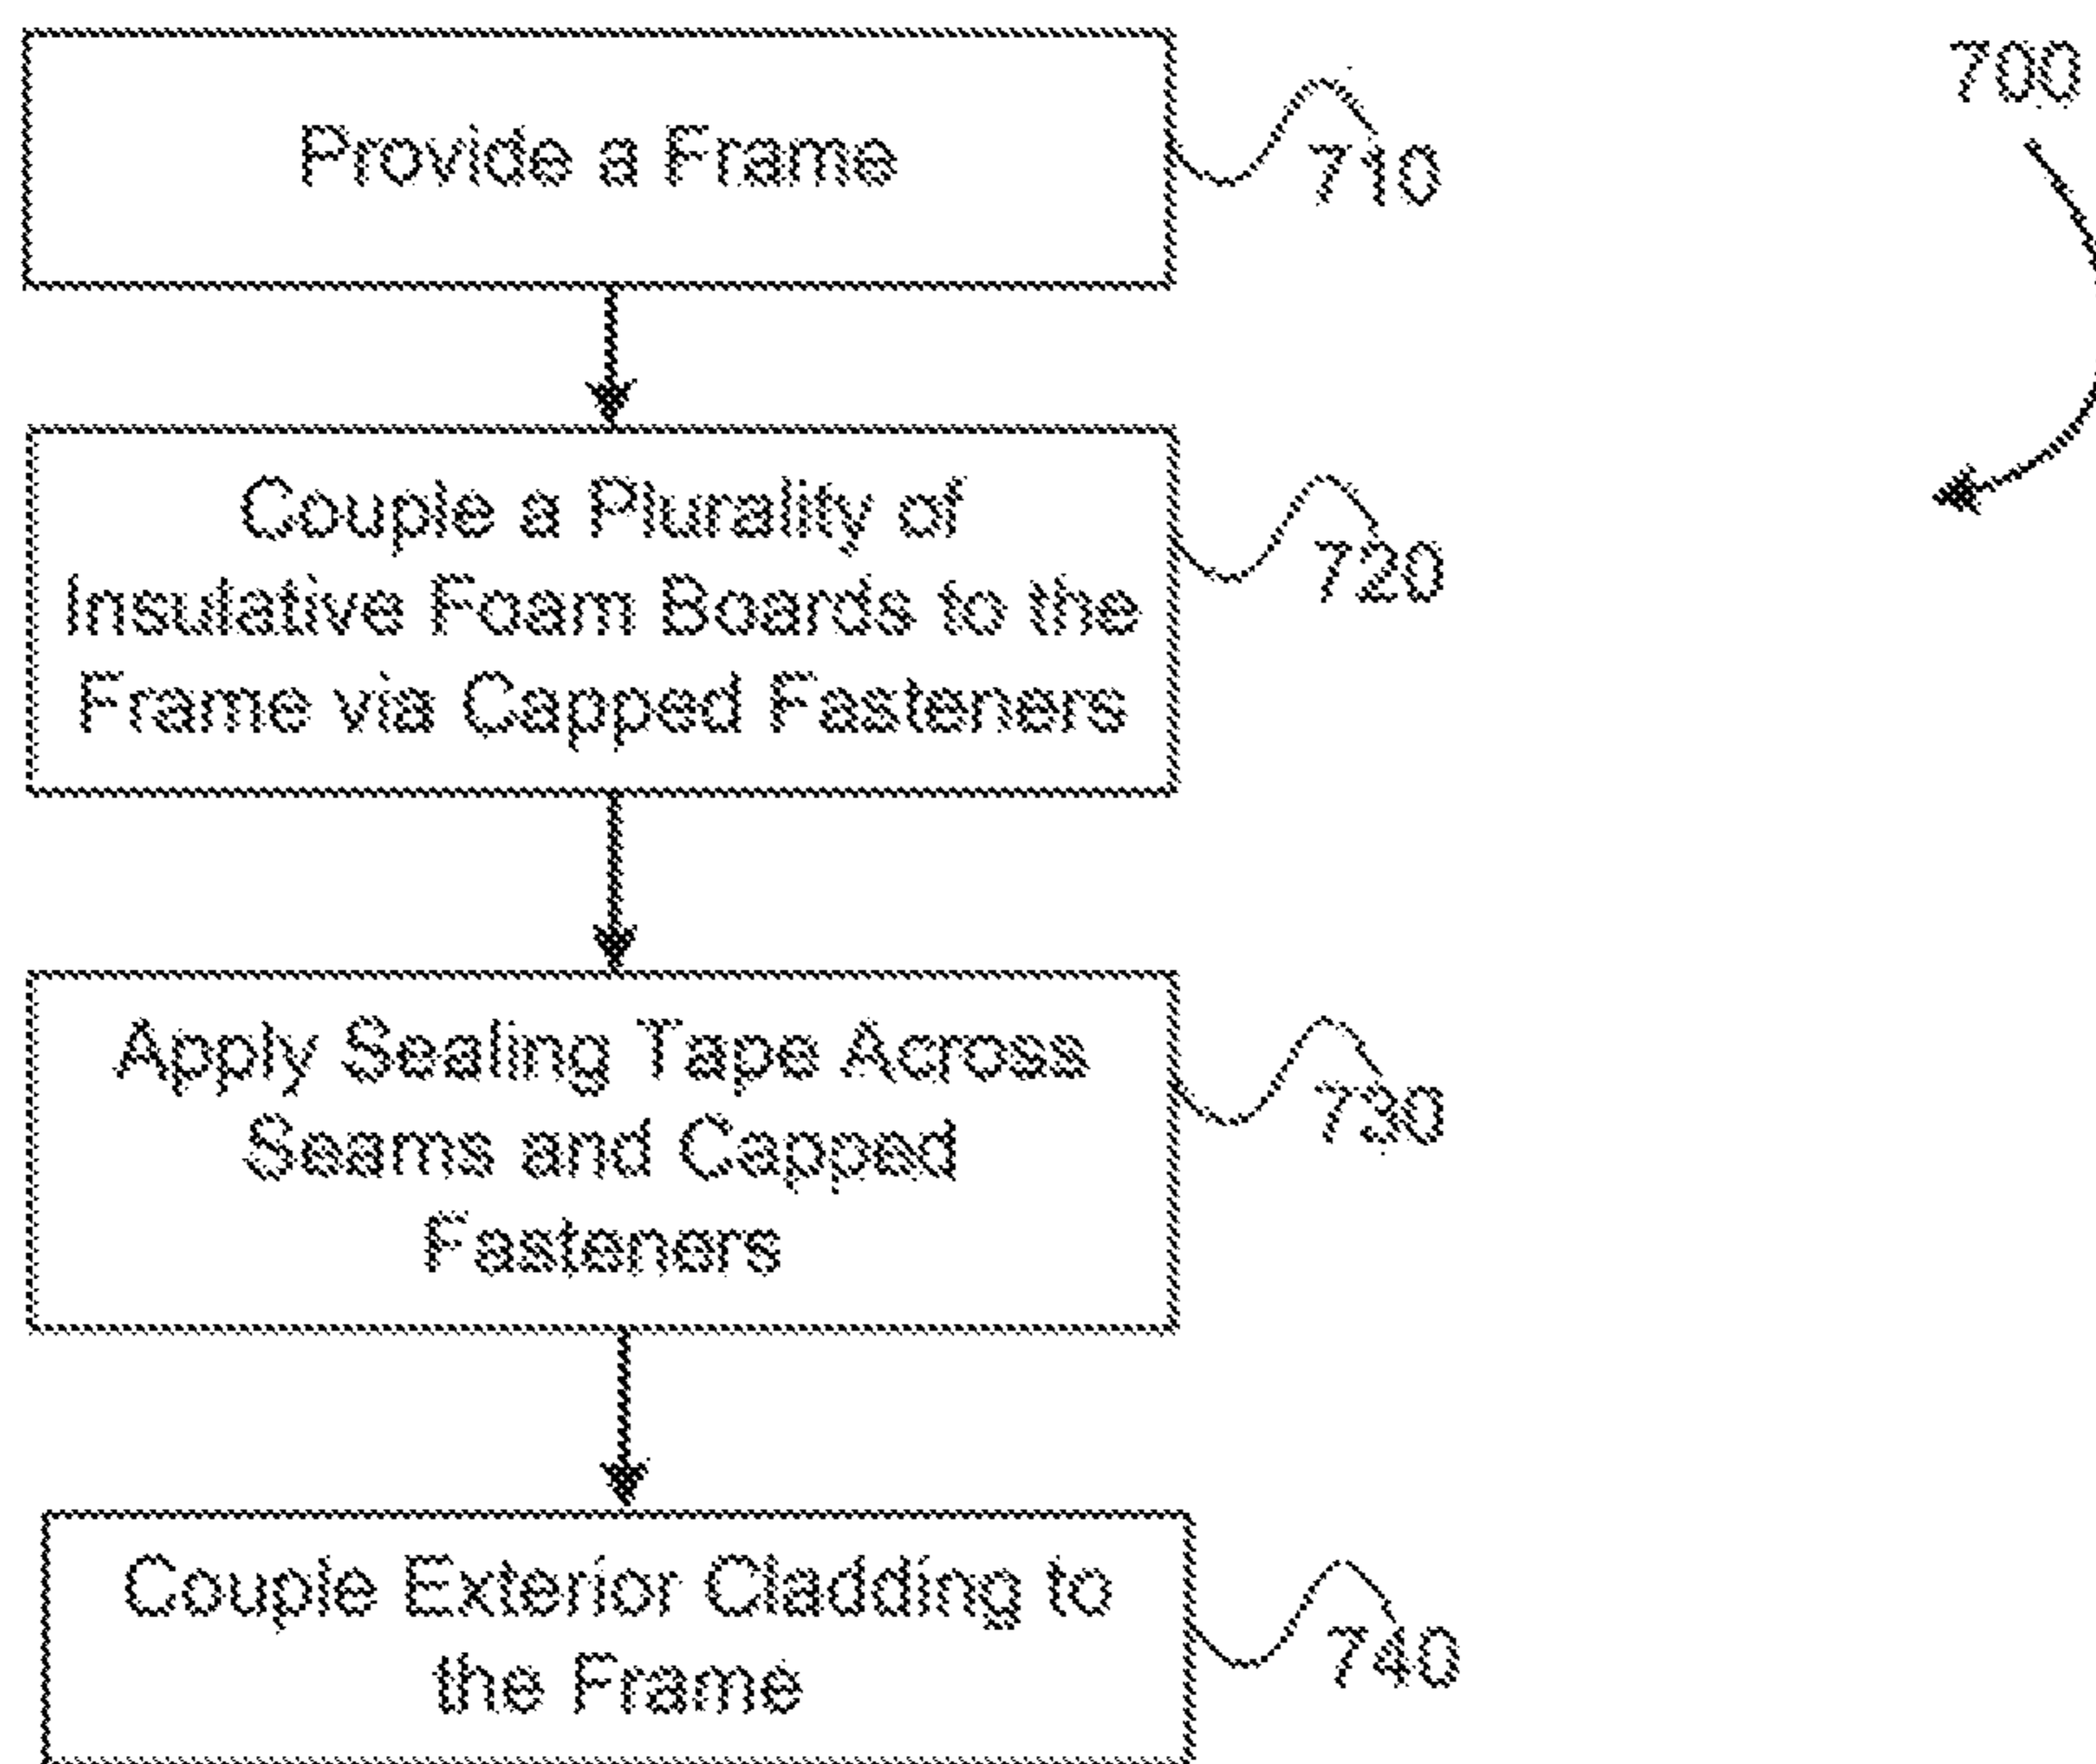 700
Provide a Frame
710
Couple a Plurality of
Insulative Foam Boards to the
Frame via Capped Fasteners
720
Apply Sealing Tape Across
Seams and Capped
Fasteners
730
Couple Exterior Cladding to
the Frame
740